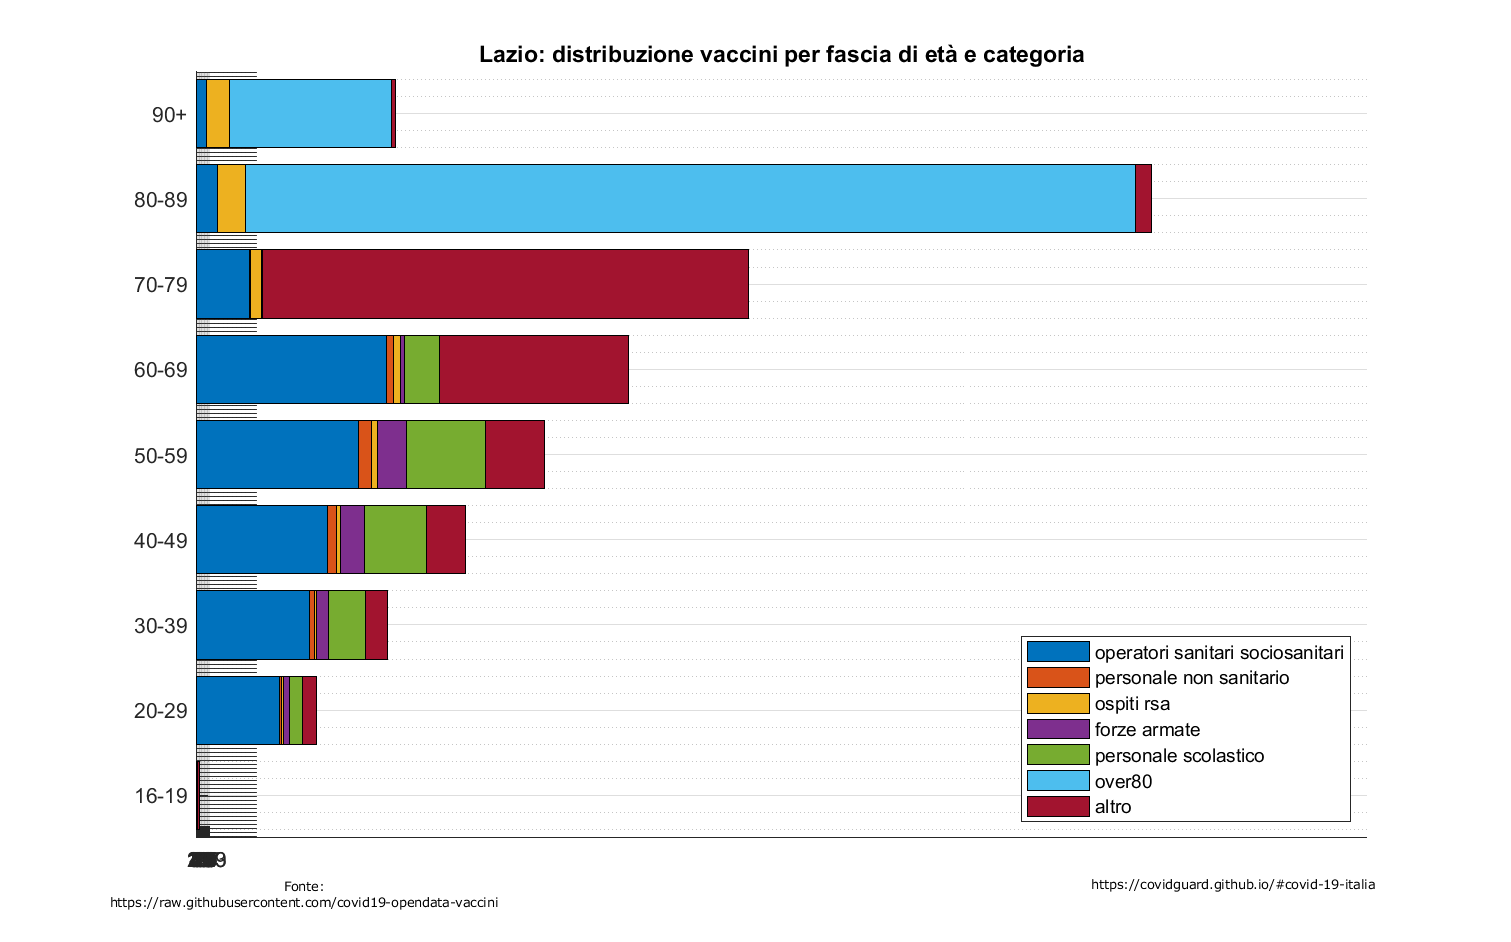 Lazio: distribuzione vaccini per fascia di età e categoria
90+
80-89
70-79
60-69
50-59
40-49
30-39
20-29
16-19
operatori sanitari sociosanitari
personale non sanitario
ospiti rsa
forze armate
personale scolastico
over80
altro
Fonte:
https://raw.githubusercontent.com/covid19-opendata-vaccini
https://covidguard.github.io/#covid-19-italia